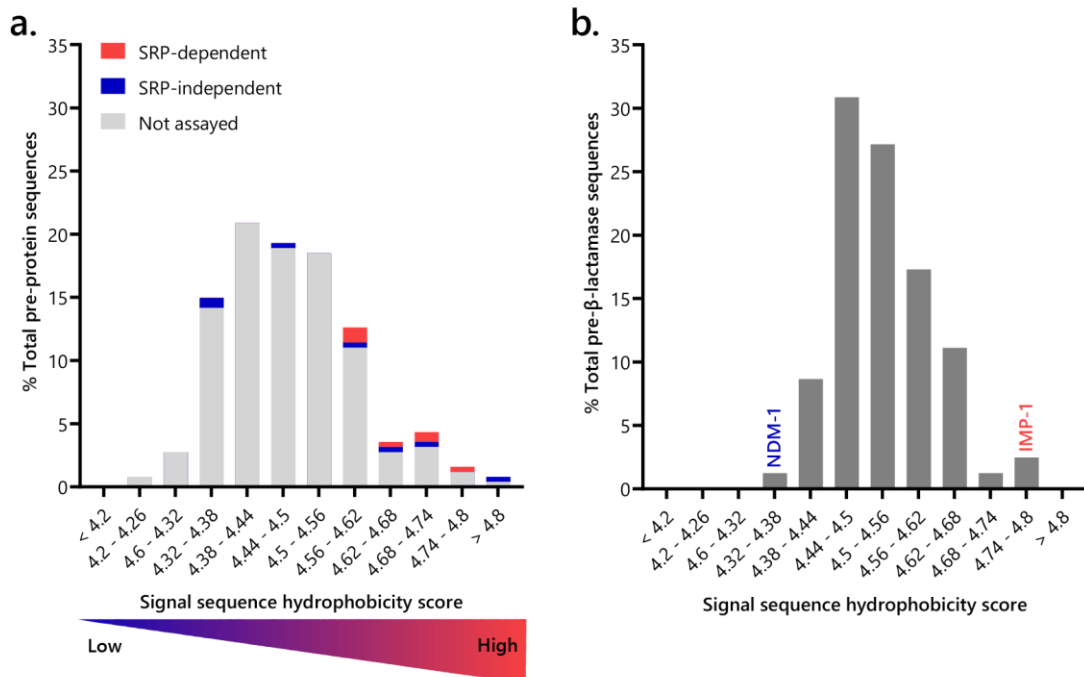 a.
35
30
25
20
15
10
5
0
% Total pre-protein sequences
SRP-dependent
SRP-independent
Not assayed
< 4.2
4.2 - 4.26
4.6 - 4.32
4.32 - 4.38
4.38 - 4.44
4.44 - 4.5
4.5 - 4.56
4.56 - 4.62
4.62 - 4.68
4.68 - 4.74
4.74 - 4.8
> 4.8
Signal sequence hydrophobicity score
Low
High
b.
35
30
25
20
15
10
5
0
% Total pre-β-lactamase sequences
NDM-1
IMP-1
< 4.2
4.2 - 4.26
4.6 - 4.32
4.32 - 4.38
4.38 - 4.44
4.44 - 4.5
4.5 - 4.56
4.56 - 4.62
4.62 - 4.68
4.68 - 4.74
4.74 - 4.8
> 4.8
Signal sequence hydrophobicity score